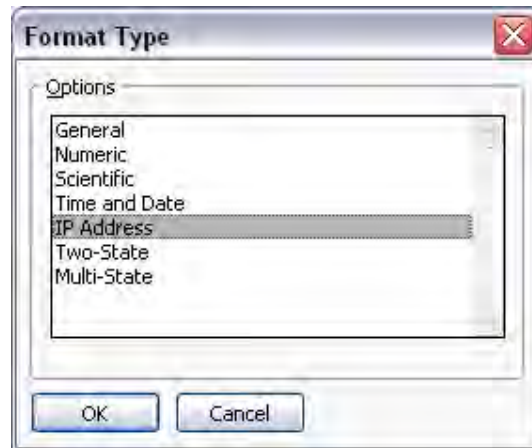 Format Type
Options
General
Numeric
Scientific
Time and Date
IP Address
Two-State
Multi-State
OK
Cancel